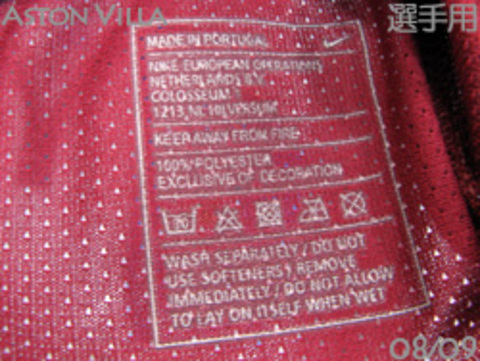 ASTON VILLA
選手用
MADE IN PORTUGAL
NIKE EUROPEAN OPERATIONS
NETHERLANDS B.V.
COLOSSEUM 1
1213 NL HILVERSUM
KEEP AWAY FROM FIRE
100% POLYESTER
EXCLUSIVE OF DECORATION
WASH SEPARATELY / DO NOT
USE SOFTENERS / REMOVE
IMMEDIATELY / DO NOT ALLOW
TO LAY ON ITSELF WHEN WET
08/09